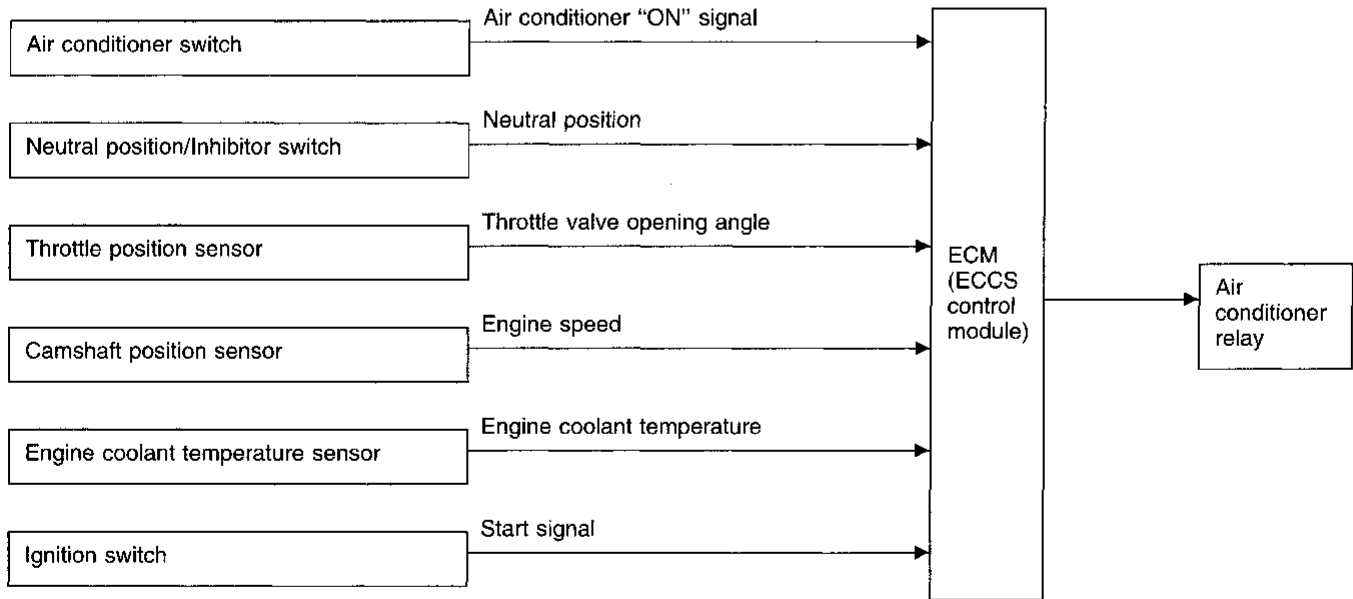 Air conditioner switch
Air conditioner “ON” signal
Neutral position/Inhibitor switch
Neutral position
Throttle position sensor
Throttle valve opening angle
Camshaft position sensor
Engine speed
Engine coolant temperature sensor
Engine coolant temperature
Ignition switch
Start signal
ECM
(ECCS
control
module)
Air
conditioner
relay